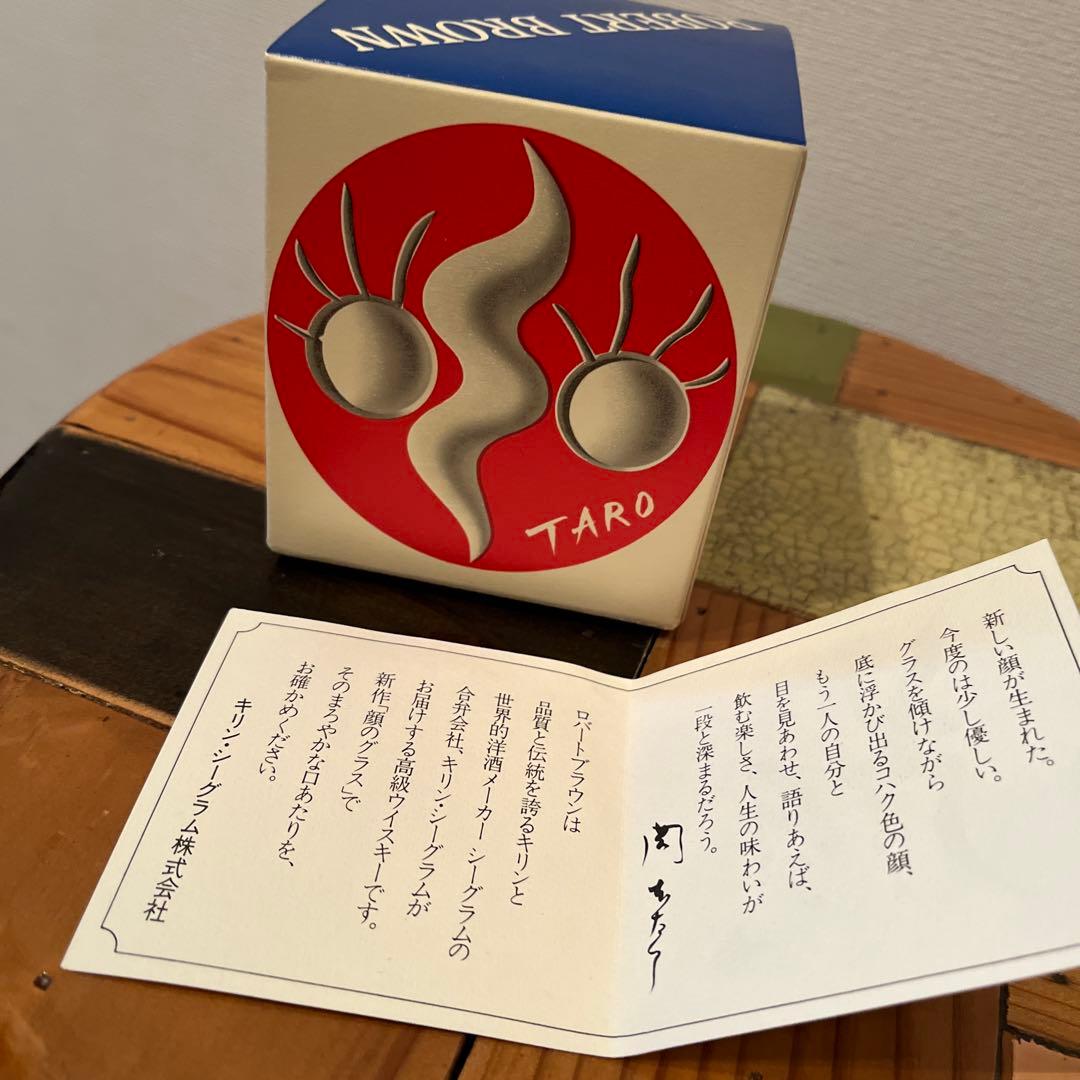 ROBERT BROWN
TARO
新しい顔が生まれた。
今度のは少し優しい。
グラスを傾けながら
底に浮かび出るコハク色の顔、
もう一人の自分と
目を見あわせ、語りあえば、
飲む楽しさ、人生の味わいが
一段と深まるだろう。
ロバートブラウンは
品質と伝統を誇るキリンと
世界的洋酒メーカー シーグラムの
合弁会社、キリン・シーグラムが
お届けする高級ウイスキーです。
新作「顔のグラス」で
そのまろやかな口あたりを、
お確かめください。
キリン・シーグラム株式会社